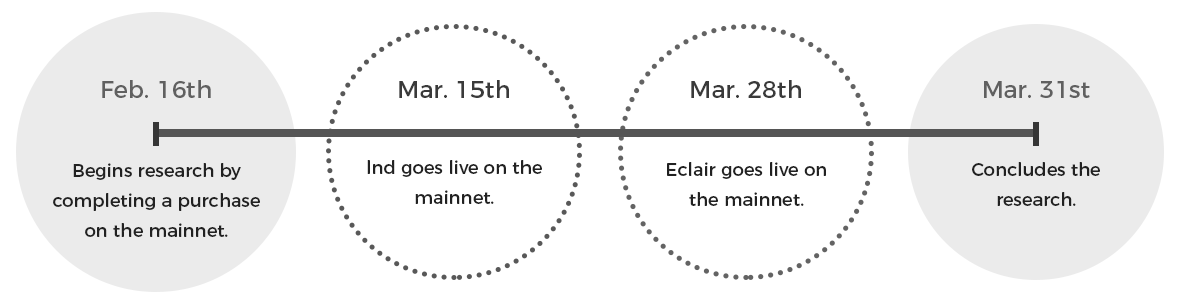 Feb. 16th
Begins research by
completing a purchase
on the mainnet.
Mar. 15th
lnd goes live on the
mainnet.
Mar. 28th
Eclair goes live on
the mainnet.
Mar. 31st
Concludes the
research.